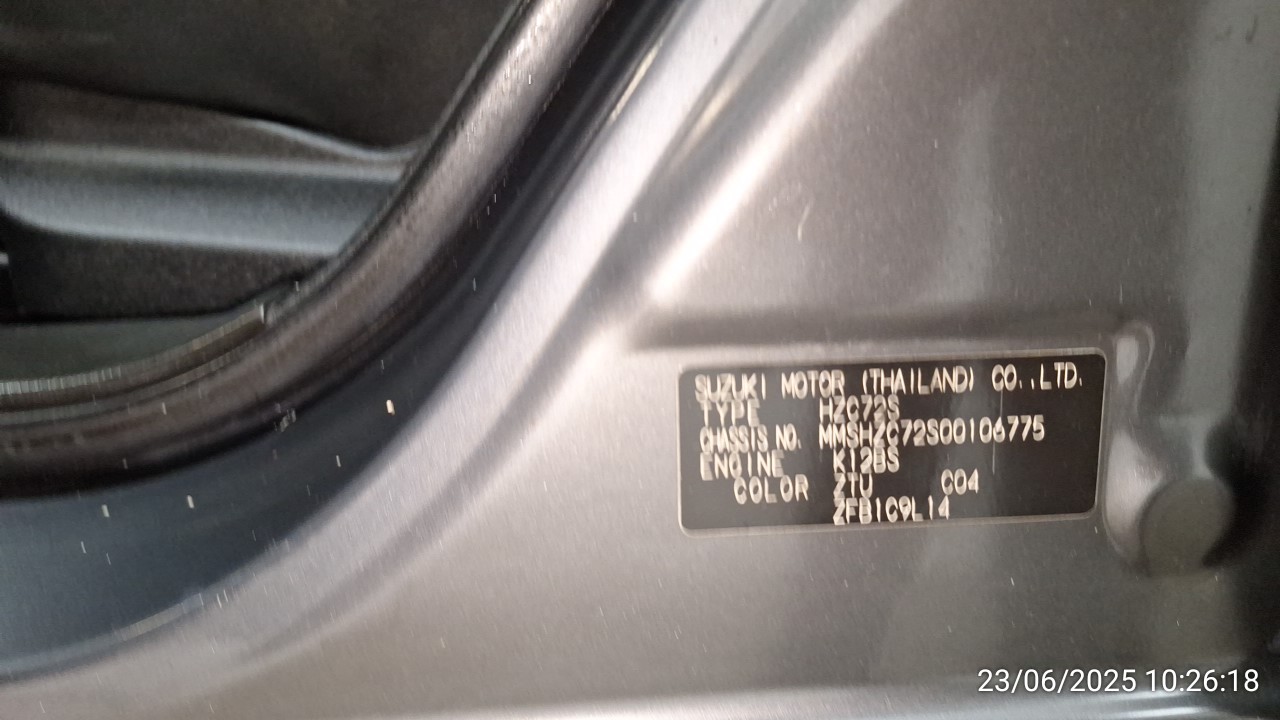 SUZUKI MOTOR (THAILAND) CO.,LTD.
TYPE HZC72S
CHASSIS NO. MMSHZC72S00106775
ENGINE K12BS
COLOR ZTU C04
ZFB1C9L14
23/06/2025 10:26:18